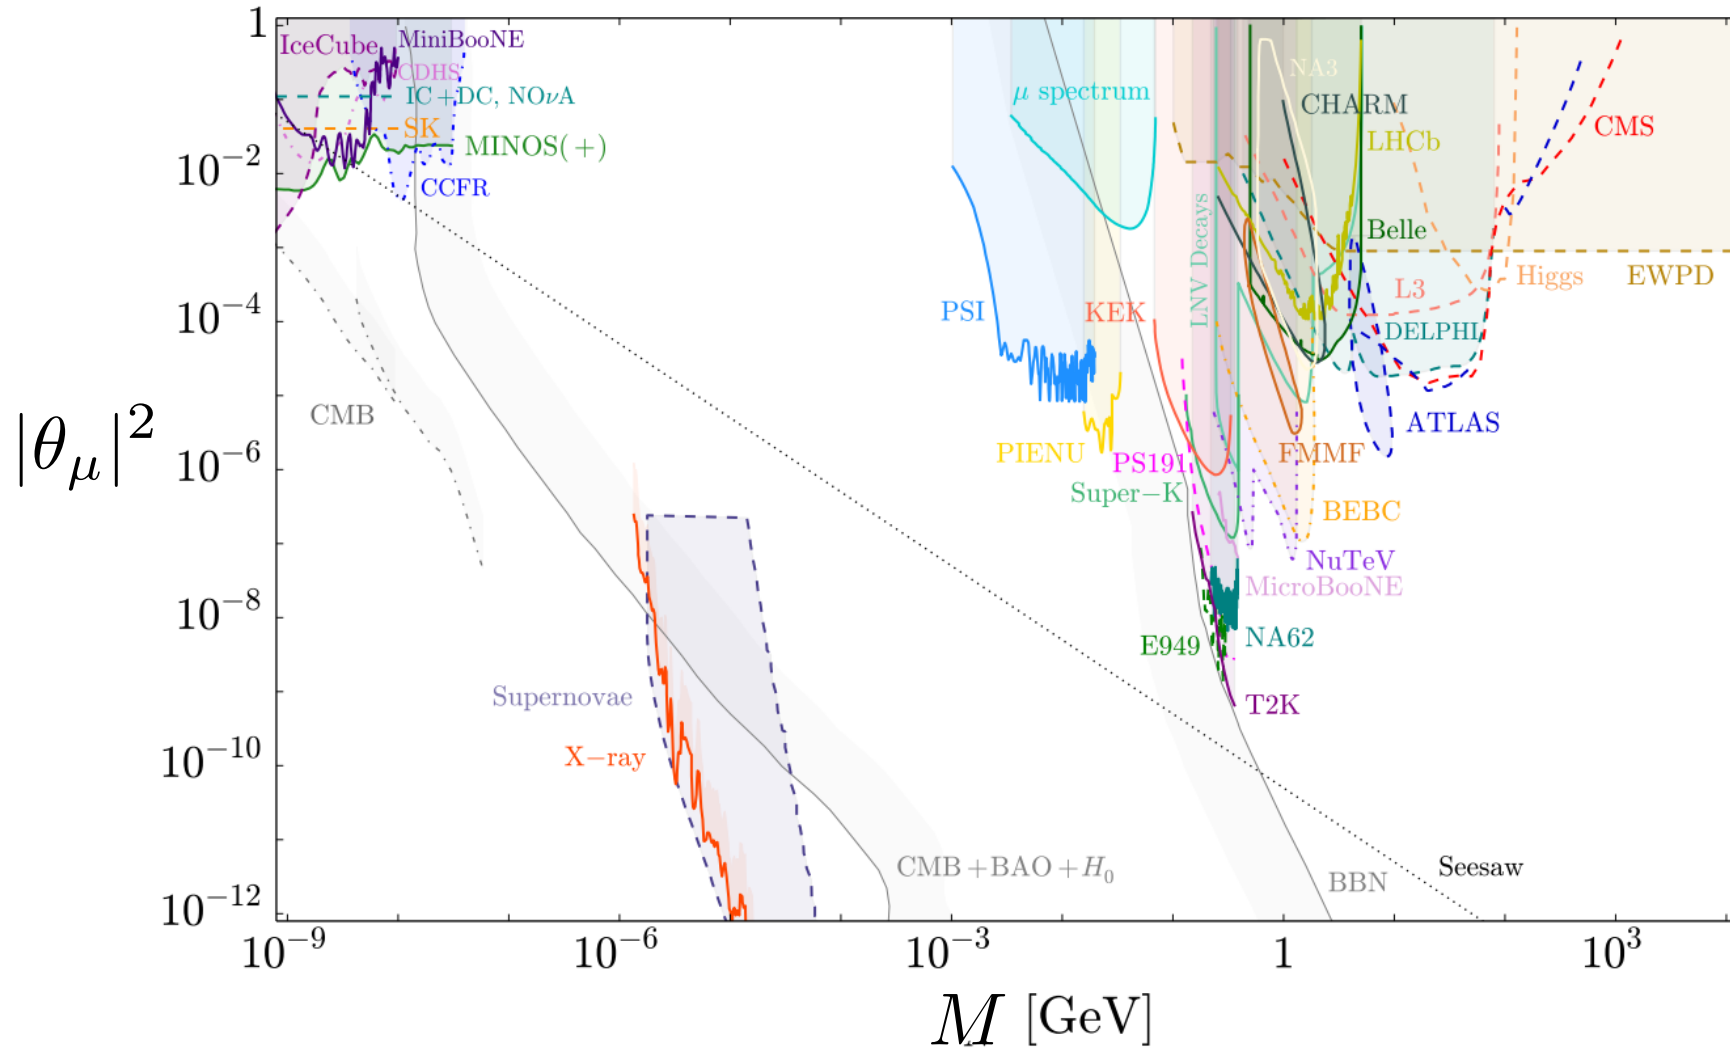 1
IceCube
MiniBooNE
CDHS
IC+DC, NOνA
SK
MINOS(+)
CCFR
μ spectrum
NA3
CHARM
CMS
LHCb
10⁻²
LNV Decays
Belle
L3
Higgs
EWPD
PSI
KEK
10⁻⁴
DELPHI
|θ_μ|²
CMB
ATLAS
PIENU
PS191
FMMF
10⁻⁶
Super−K
BEBC
NuTeV
MicroBooNE
10⁻⁸
E949
NA62
Supernovae
T2K
X−ray
10⁻¹⁰
CMB+BAO+H₀
BBN
Seesaw
10⁻¹²
10⁻⁹ 10⁻⁶ 10⁻³ 1 10³
M [GeV]